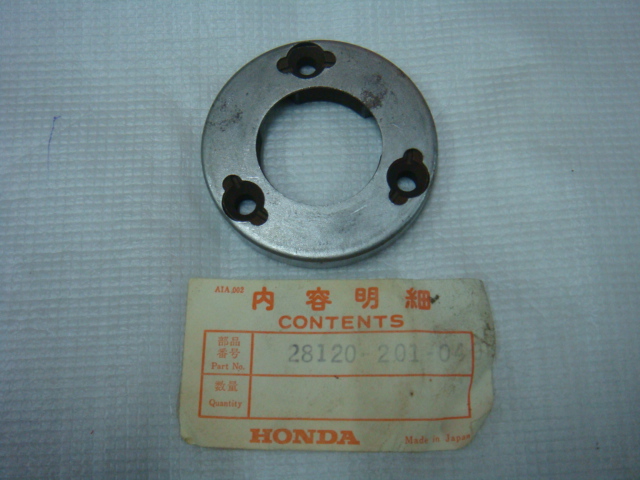 AIA 502
内容明細
CONTENTS
部品
番号
Part No.
28120-201-04
数量
Quantity
HONDA
Made in Japan